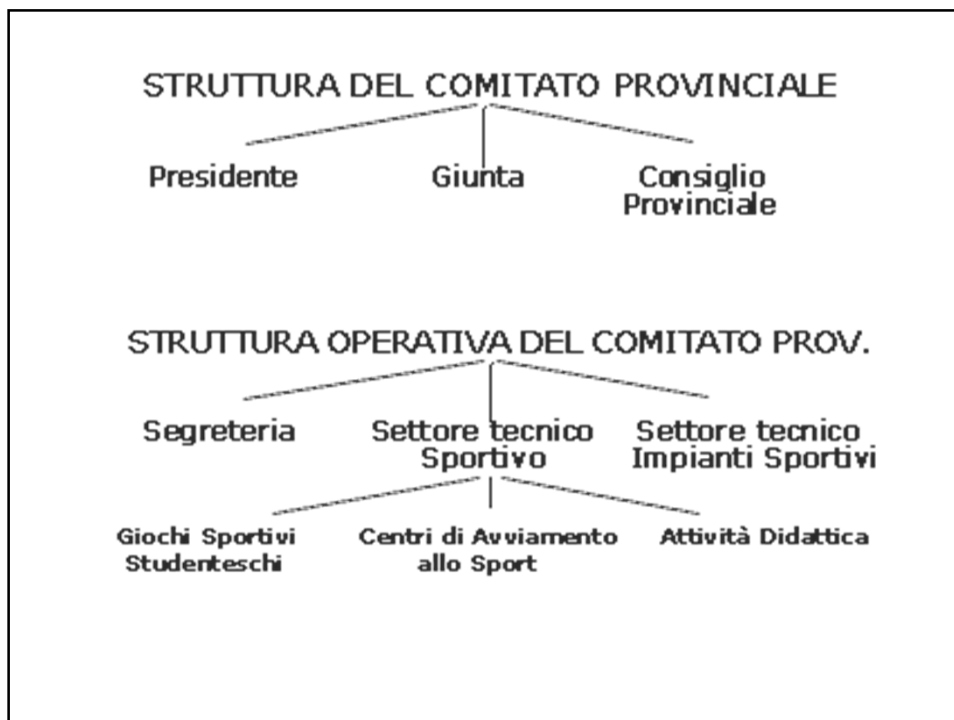 STRUTTURA DEL COMITATO PROVINCIALE
Presidente Giunta Consiglio
Provinciale
STRUTTURA OPERATIVA DEL COMITATO PROV.
Segreteria Settore tecnico Settore tecnico
Sportivo Impianti Sportivi
Giochi Sportivi Centri di Avviamento Attività Didattica
Studenteschi allo Sport